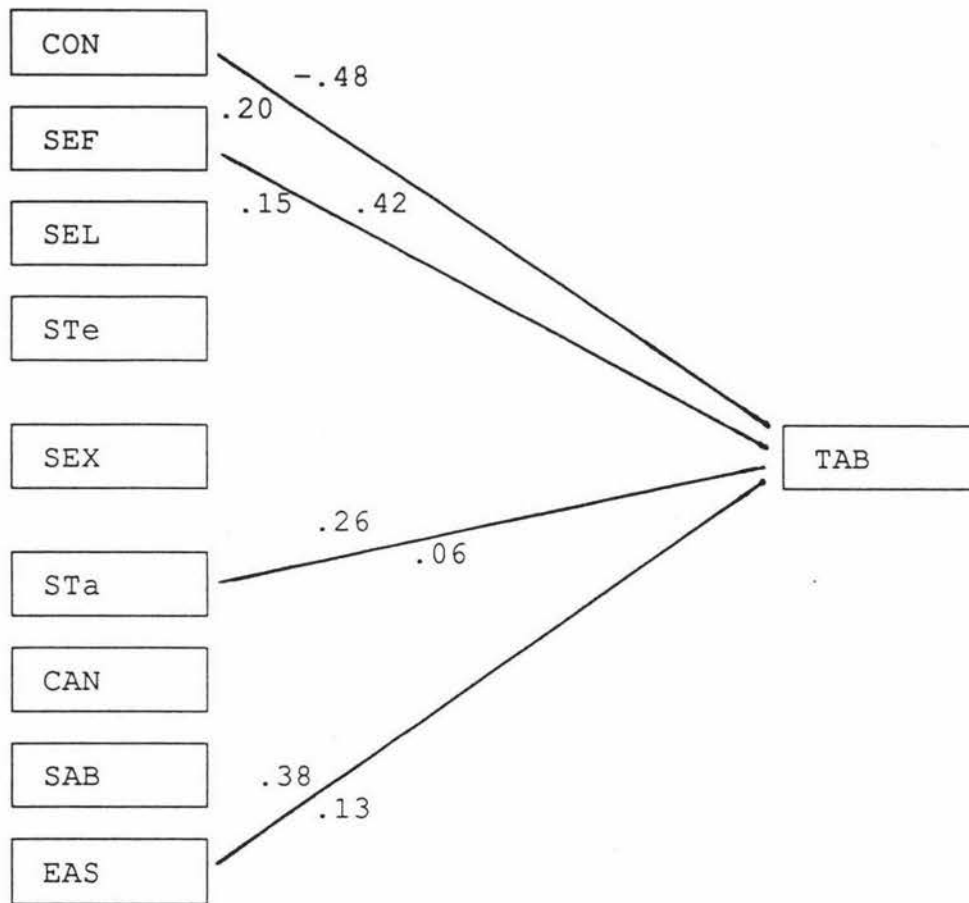 CON
-.48
.20
SEF
.15 .42
SEL
STe
SEX
TAB
.26
.06
STa
CAN
SAB
.38
.13
EAS